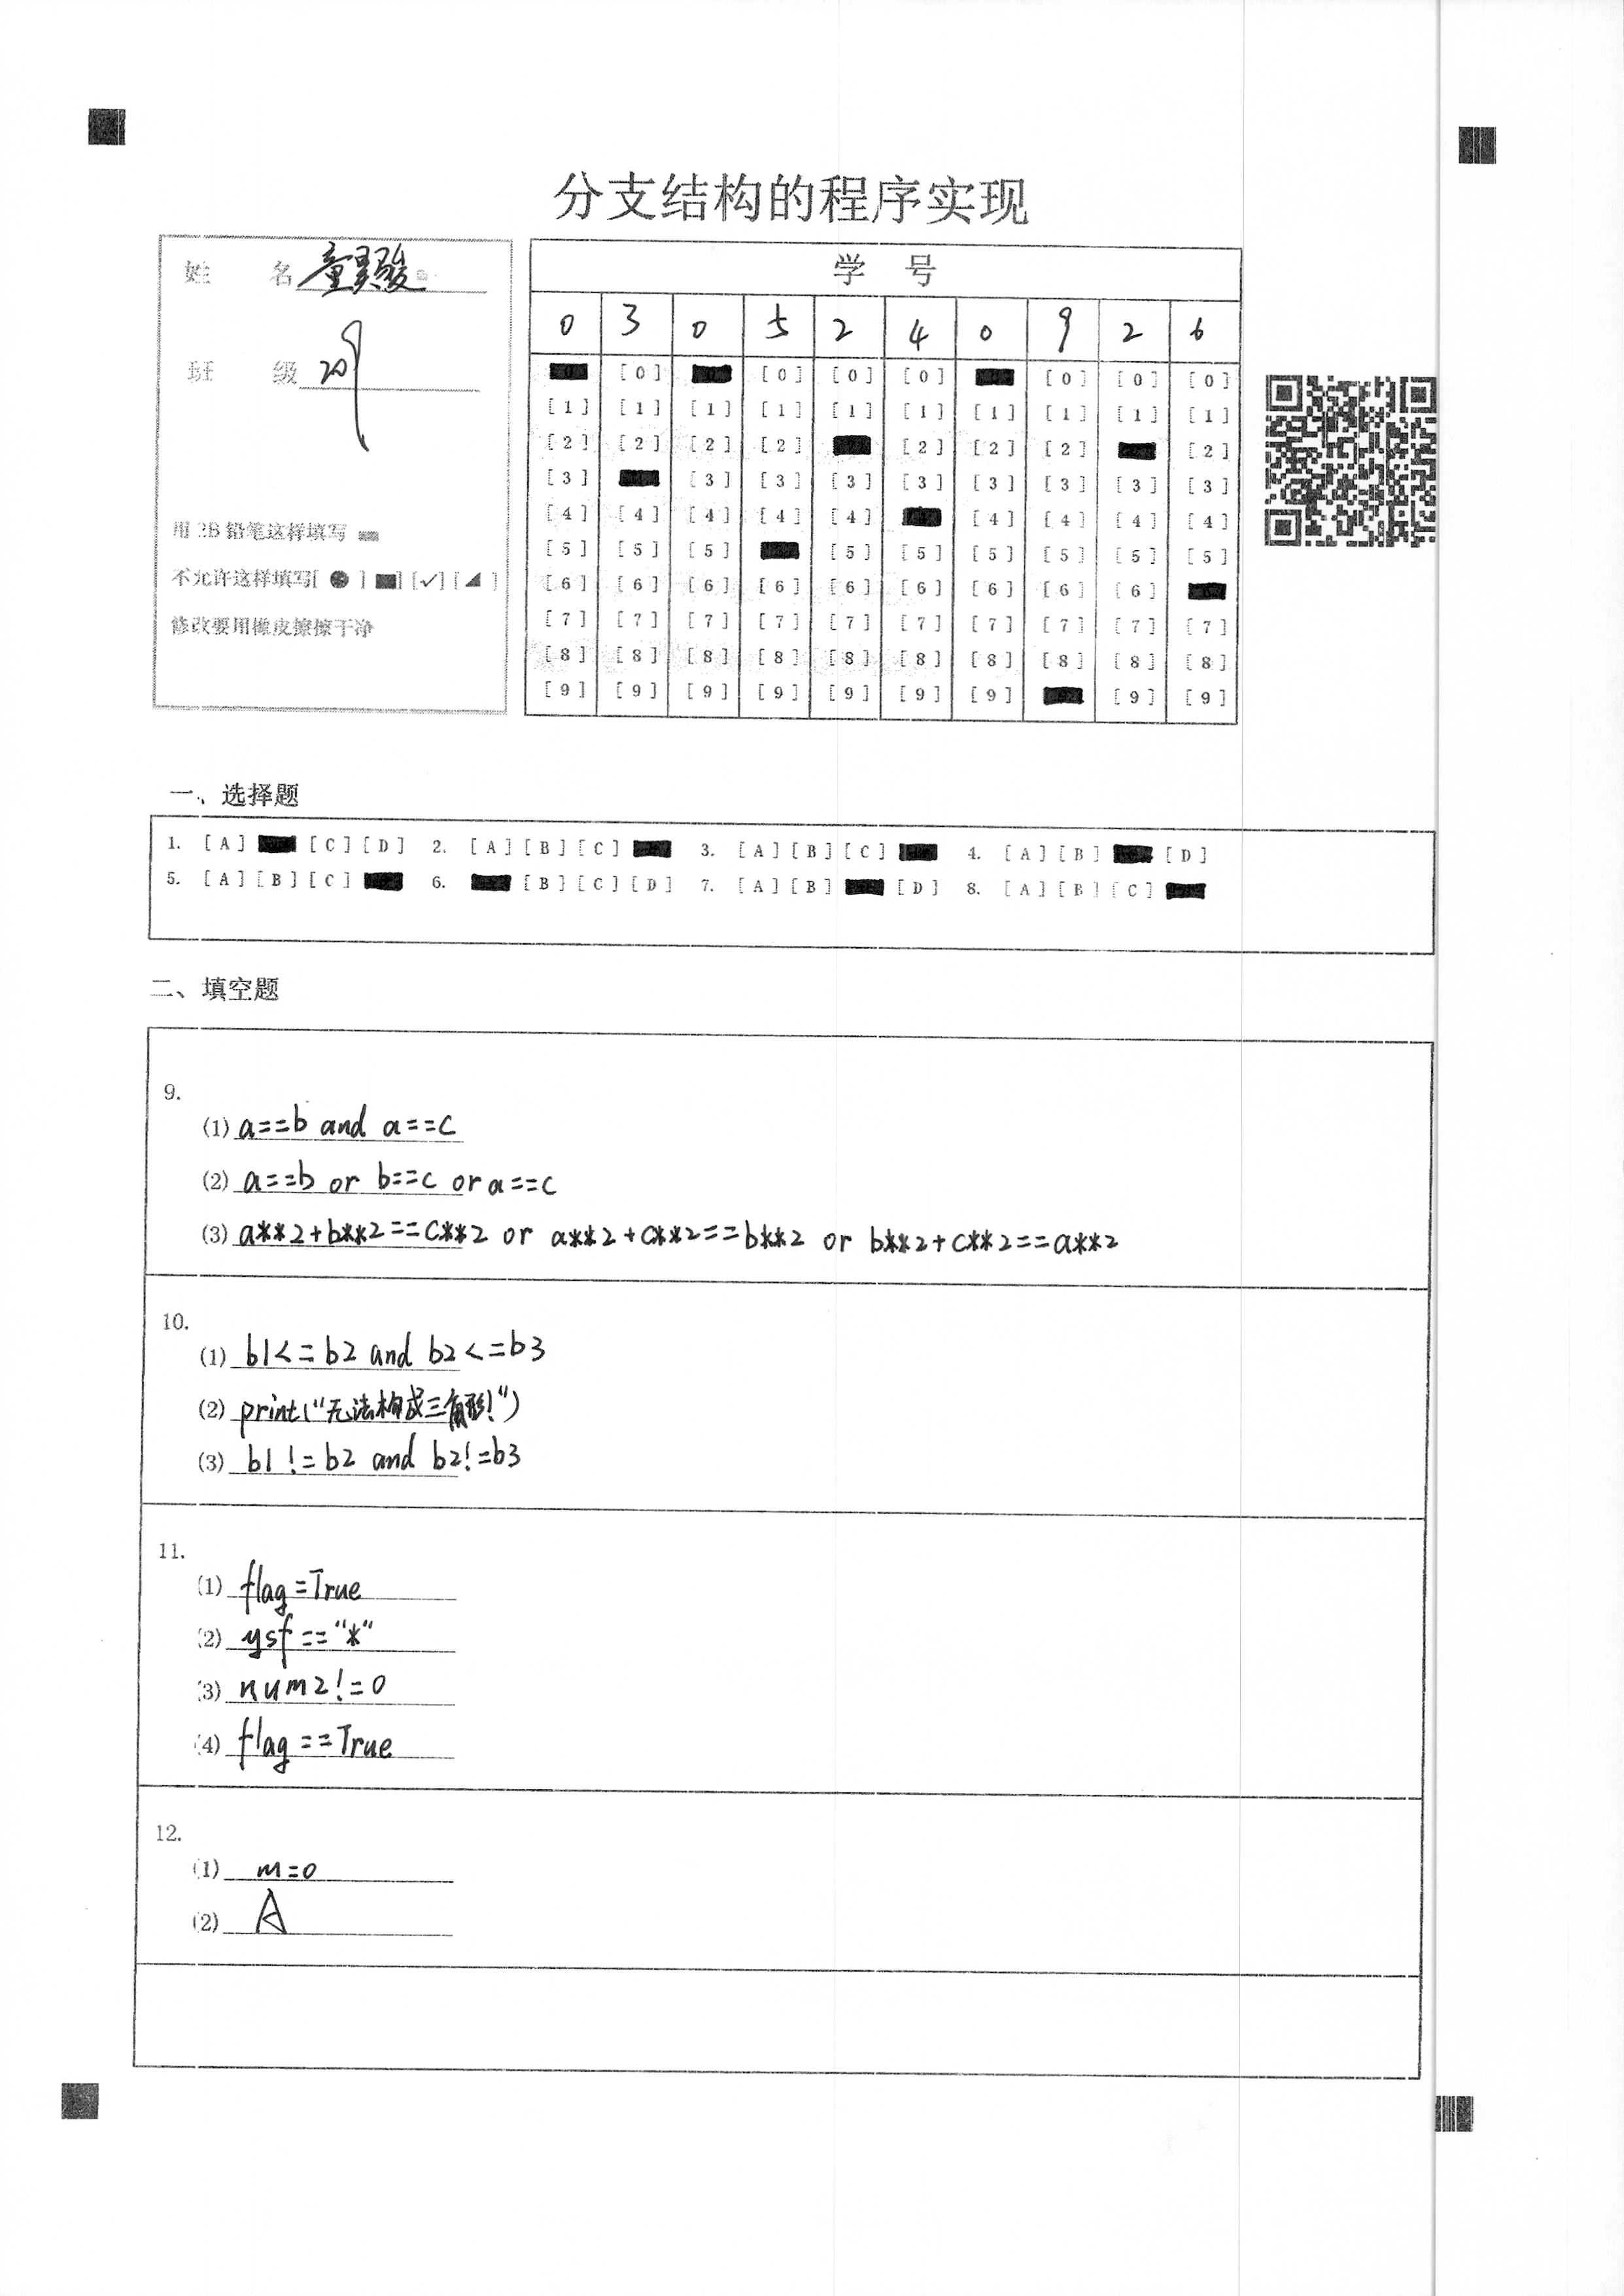 分支结构的程序实现
姓 名 童昊骏
班 级 209
用 2B 铅笔这样填写
不允许这样填写[ ● ] [■] [✓] [◢ ]
修改要用橡皮擦擦干净
学 号
0 3 0 5 2 4 0 9 2 6
[0] [0] [0] [0] [0] [0] [0]
[1] [1] [1] [1] [1] [1] [1] [1] [1] [1]
[2] [2] [2] [2] [2] [2] [2] [2]
[3] [3] [3] [3] [3] [3] [3] [3] [3]
[4] [4] [4] [4] [4] [4] [4] [4] [4]
[5] [5] [5] [5] [5] [5] [5] [5] [5]
[6] [6] [6] [6] [6] [6] [6] [6] [6]
[7] [7] [7] [7] [7] [7] [7] [7] [7] [7]
[8] [8] [8] [8] [8] [8] [8] [8] [8] [8]
[9] [9] [9] [9] [9] [9] [9] [9] [9]
一、选择题
1. [A] [C] [D] 2. [A] [B] [C] 3. [A] [B] [C] 4. [A] [B] [D]
5. [A] [B] [C] 6. [B] [C] [D] 7. [A] [B] [D] 8. [A] [B] [C]
二、填空题
9.
(1) a==b and a==c
(2) a==b or b==c or a==c
(3) a**2+b**2==c**2 or a**2+c**2==b**2 or b**2+c**2==a**2
10.
(1) b1<=b2 and b2<=b3
(2) print("无法构成三角形!")
(3) b1!=b2 and b2!=b3
11.
(1) flag=True
(2) ysf=="*"
(3) num2!=0
(4) flag==True
12.
(1) m=0
(2) A